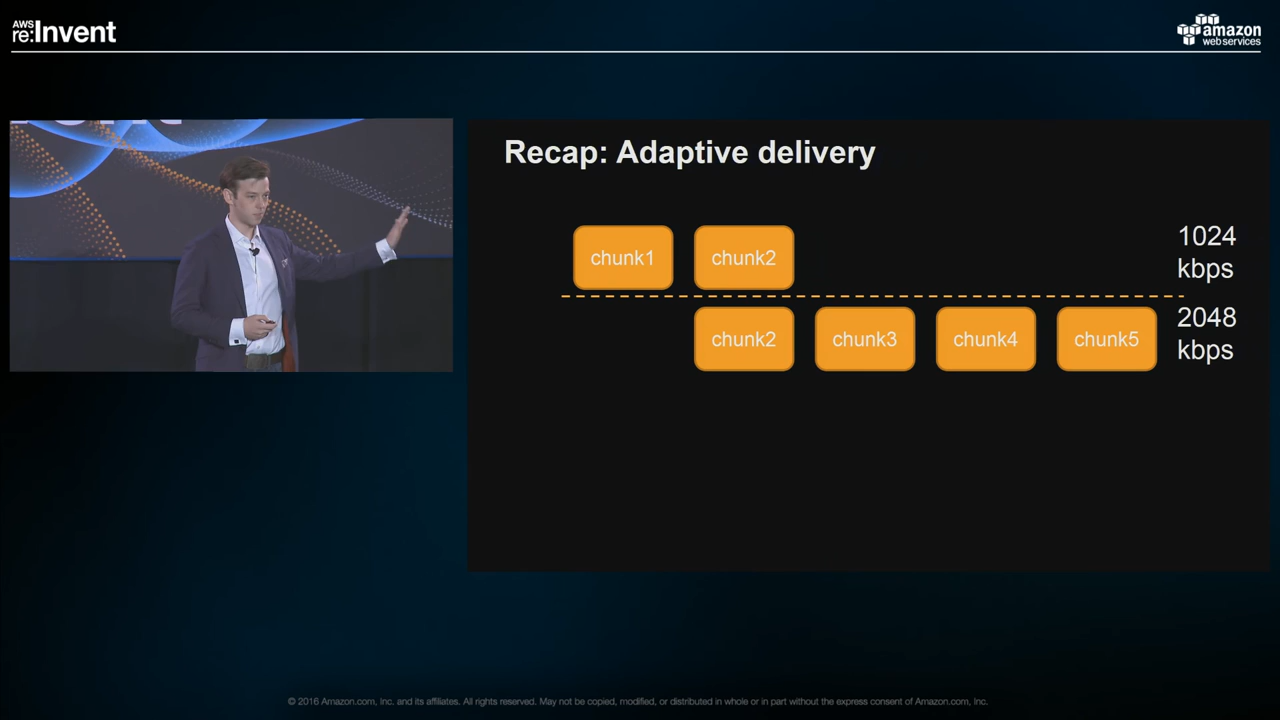 AWS
re:Invent
amazon
web services
Recap: Adaptive delivery
chunk1
chunk2
1024
kbps
chunk2
chunk3
chunk4
chunk5
2048
kbps
© 2016 Amazon.com, Inc. and its affiliates. All rights reserved. May not be copied, modified, or distributed in whole or in part without the express consent of Amazon.com, Inc.